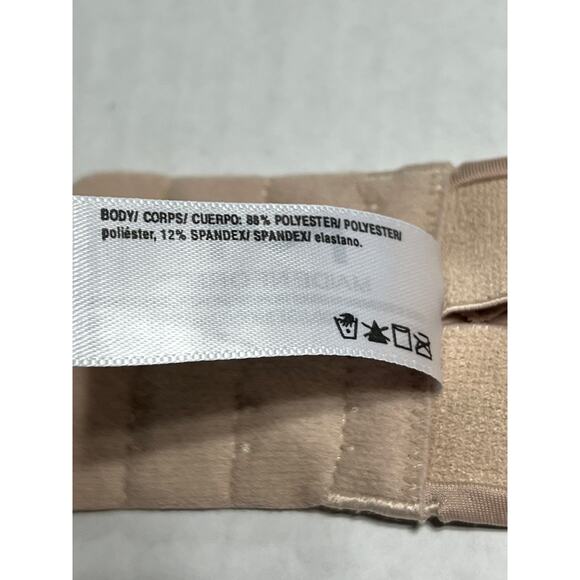 BODY/ CORPS/ CUERPO: 88% POLYESTER/ POLYESTER/
poliéster, 12% SPANDEX/ SPANDEX/ elastano.